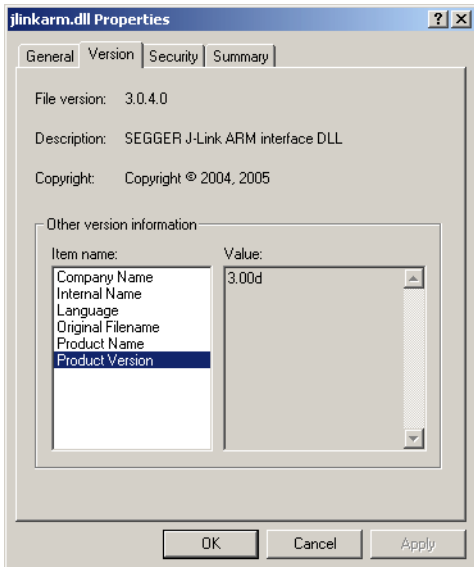 jlinkarm.dll Properties
General Version Security Summary
File version: 3.0.4.0
Description: SEGGER J-Link ARM interface DLL
Copyright: Copyright © 2004, 2005
Other version information
Item name: Value:
Company Name 3.00d
Internal Name
Language
Original Filename
Product Name
Product Version
OK Cancel Apply